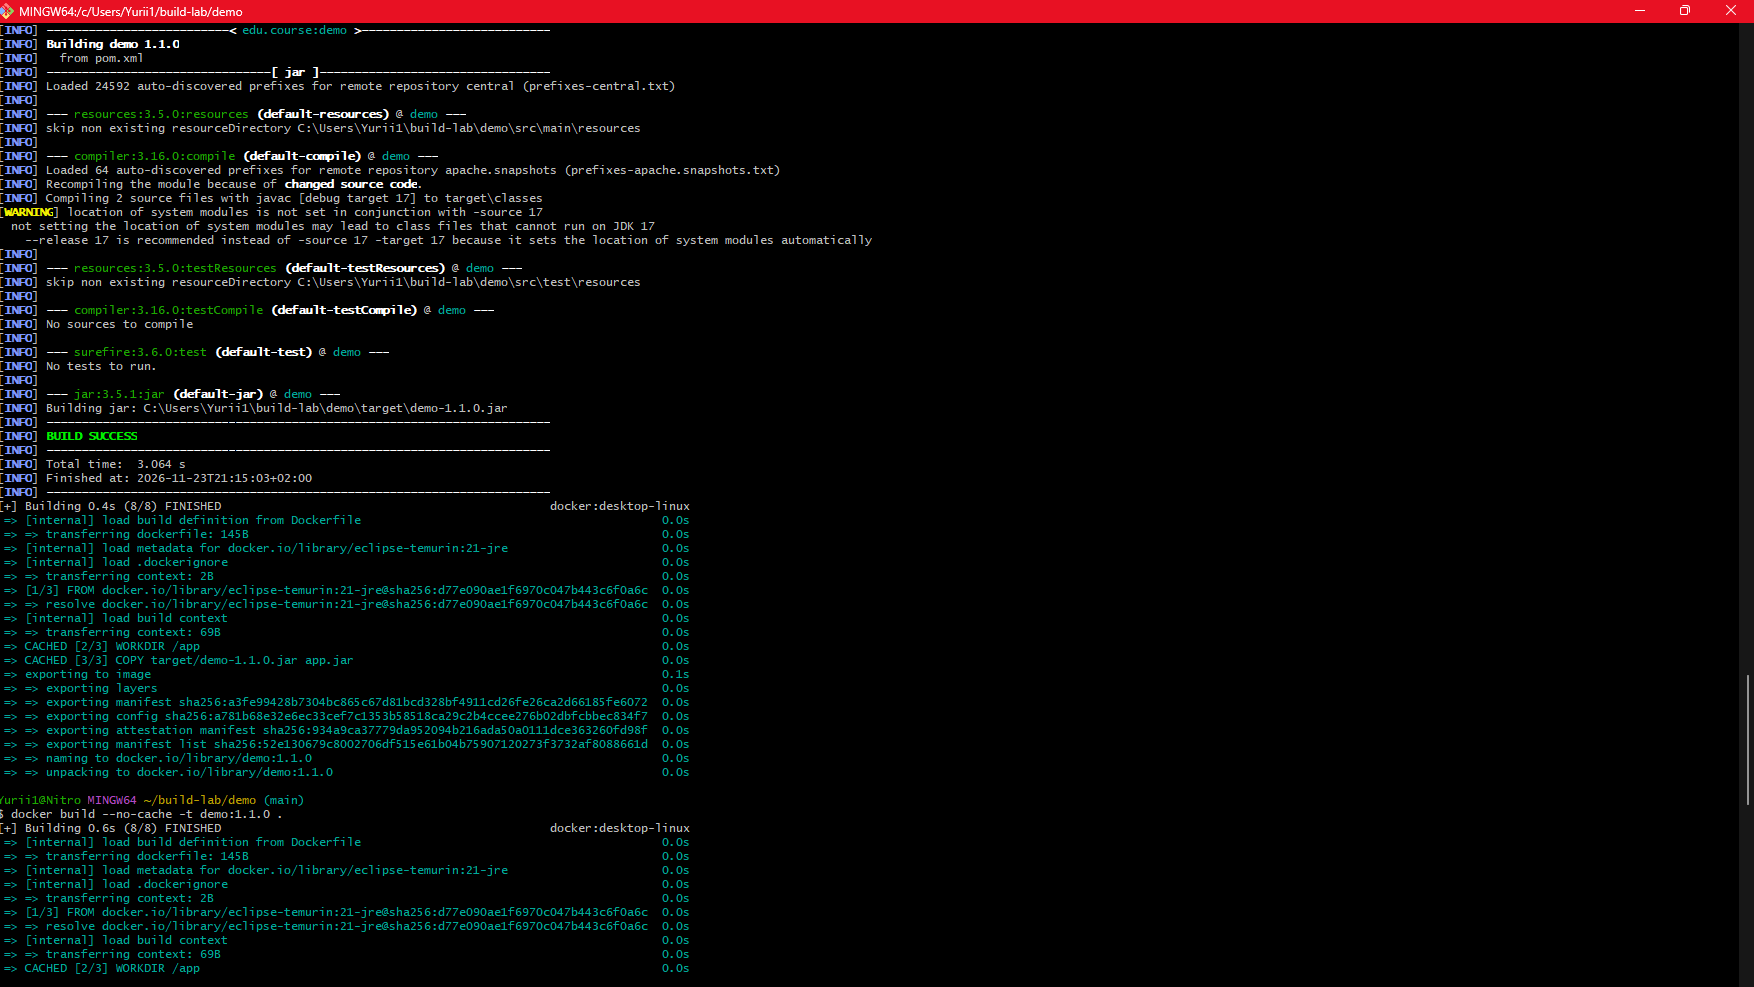 MINGW64:/c/Users/Yurii1/build-lab/demo
[INFO] --------------------------< edu.course:demo >---------------------------
[INFO] Building demo 1.1.0
[INFO]   from pom.xml
[INFO] --------------------------------[ jar ]---------------------------------
[INFO] Loaded 24592 auto-discovered prefixes for remote repository central (prefixes-central.txt)
[INFO]
[INFO] --- resources:3.5.0:resources (default-resources) @ demo ---
[INFO] skip non existing resourceDirectory C:\Users\Yurii1\build-lab\demo\src\main\resources
[INFO]
[INFO] --- compiler:3.16.0:compile (default-compile) @ demo ---
[INFO] Loaded 64 auto-discovered prefixes for remote repository apache.snapshots (prefixes-apache.snapshots.txt)
[INFO] Recompiling the module because of changed source code.
[INFO] Compiling 2 source files with javac [debug target 17] to target\classes
[WARNING] location of system modules is not set in conjunction with -source 17
  not setting the location of system modules may lead to class files that cannot run on JDK 17
    --release 17 is recommended instead of -source 17 -target 17 because it sets the location of system modules automatically
[INFO]
[INFO] --- resources:3.5.0:testResources (default-testResources) @ demo ---
[INFO] skip non existing resourceDirectory C:\Users\Yurii1\build-lab\demo\src\test\resources
[INFO]
[INFO] --- compiler:3.16.0:testCompile (default-testCompile) @ demo ---
[INFO] No sources to compile
[INFO]
[INFO] --- surefire:3.6.0:test (default-test) @ demo ---
[INFO] No tests to run.
[INFO]
[INFO] --- jar:3.5.1:jar (default-jar) @ demo ---
[INFO] Building jar: C:\Users\Yurii1\build-lab\demo\target\demo-1.1.0.jar
[INFO] ------------------------------------------------------------------------
[INFO] BUILD SUCCESS
[INFO] ------------------------------------------------------------------------
[INFO] Total time:  3.064 s
[INFO] Finished at: 2026-11-23T21:15:03+02:00
[INFO] ------------------------------------------------------------------------
[+] Building 0.4s (8/8) FINISHED docker:desktop-linux
=> [internal] load build definition from Dockerfile 0.0s
=> => transferring dockerfile: 145B 0.0s
=> [internal] load metadata for docker.io/library/eclipse-temurin:21-jre 0.0s
=> [internal] load .dockerignore 0.0s
=> => transferring context: 2B 0.0s
=> [1/3] FROM docker.io/library/eclipse-temurin:21-jre@sha256:d77e090ae1f6970c047b443c6f0a6c 0.0s
=> => resolve docker.io/library/eclipse-temurin:21-jre@sha256:d77e090ae1f6970c047b443c6f0a6c 0.0s
=> [internal] load build context 0.0s
=> => transferring context: 69B 0.0s
=> CACHED [2/3] WORKDIR /app 0.0s
=> CACHED [3/3] COPY target/demo-1.1.0.jar app.jar 0.0s
=> exporting to image 0.1s
=> => exporting layers 0.0s
=> => exporting manifest sha256:a3fe99428b7304bc865c67d81bcd328bf4911cd26fe26ca2d66185fe6072 0.0s
=> => exporting config sha256:a781b68e32e6ec33cef7c1353b58518ca29c2b4ccee276b02dbfcbbec834f7 0.0s
=> => exporting attestation manifest sha256:934a9ca37779da952094b216ada50a0111dce363260fd98f 0.0s
=> => exporting manifest list sha256:52e130679c8002706df515e61b04b75907120273f3732af8088661d 0.0s
=> => naming to docker.io/library/demo:1.1.0 0.0s
=> => unpacking to docker.io/library/demo:1.1.0 0.0s
Yurii1@Nitro MINGW64 ~/build-lab/demo (main)
$ docker build --no-cache -t demo:1.1.0 .
[+] Building 0.6s (8/8) FINISHED docker:desktop-linux
=> [internal] load build definition from Dockerfile 0.0s
=> => transferring dockerfile: 145B 0.0s
=> [internal] load metadata for docker.io/library/eclipse-temurin:21-jre 0.0s
=> [internal] load .dockerignore 0.0s
=> => transferring context: 2B 0.0s
=> [1/3] FROM docker.io/library/eclipse-temurin:21-jre@sha256:d77e090ae1f6970c047b443c6f0a6c 0.0s
=> => resolve docker.io/library/eclipse-temurin:21-jre@sha256:d77e090ae1f6970c047b443c6f0a6c 0.0s
=> [internal] load build context 0.0s
=> => transferring context: 69B 0.0s
=> CACHED [2/3] WORKDIR /app 0.0s